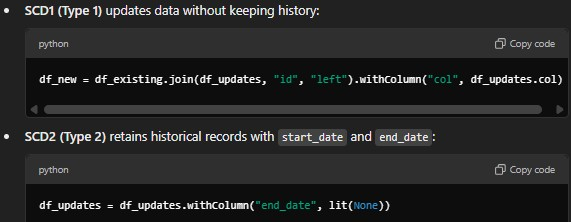 SCD1 (Type 1) updates data without keeping history:
python
Copy code
df_new = df_existing.join(df_updates, "id", "left").withColumn("col", df_updates.col)
SCD2 (Type 2) retains historical records with start_date and end_date:
python
Copy code
df_updates = df_updates.withColumn("end_date", lit(None))